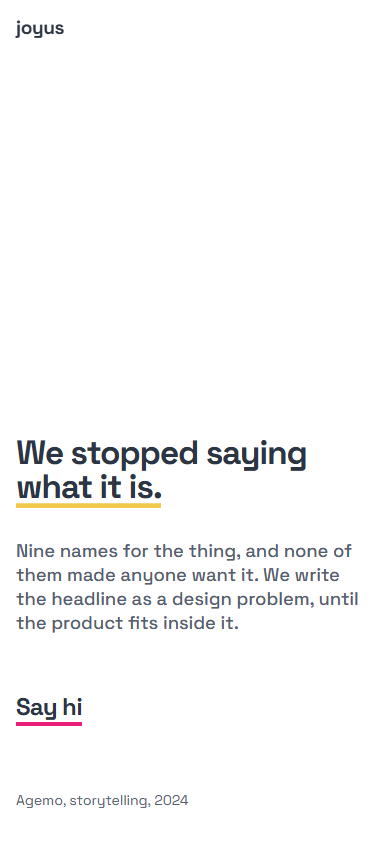 joyus
We stopped saying
what it is.
Nine names for the thing, and none of
them made anyone want it. We write
the headline as a design problem, until
the product fits inside it.
Say hi
Agemo, storytelling, 2024